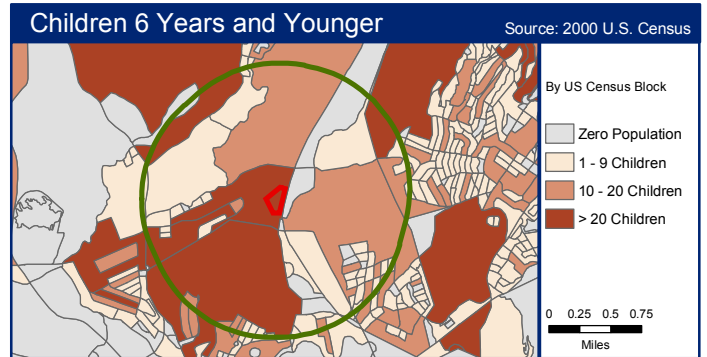 Children 6 Years and Younger
Source: 2000 U.S. Census
By US Census Block
Zero Population
1 - 9 Children
10 - 20 Children
> 20 Children
0 0.25 0.5 0.75
Miles